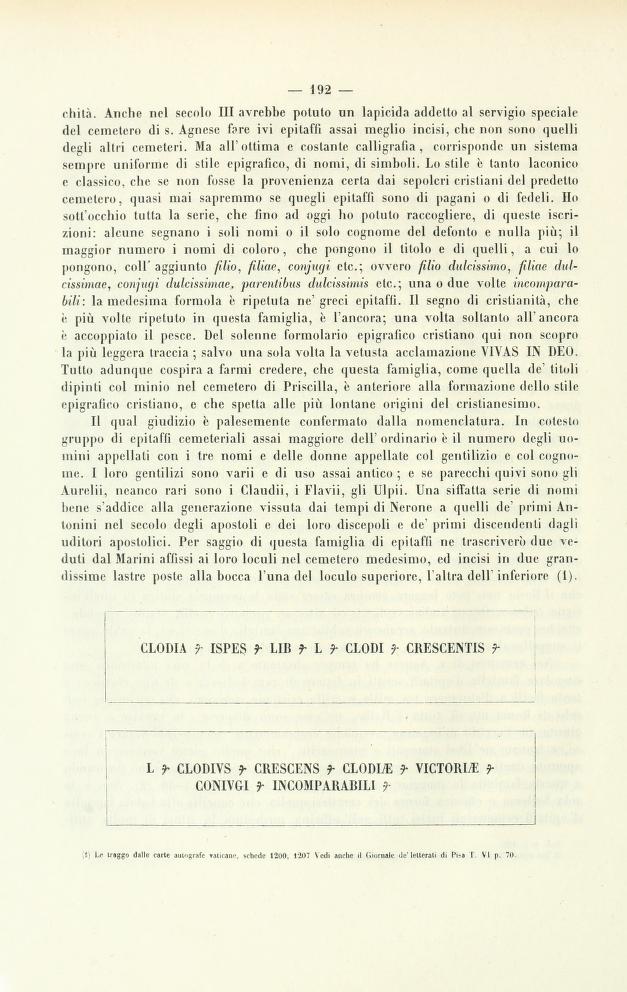 — 192 —
chità. Anche nel secolo III avrebbe potuto un lapicida addetto al servigio speciale
del cemetero di s. Agnese fare ivi epitaffi assai meglio incisi, che non sono quelli
degli altri cemeteri. Ma all'ottima e costante calligrafia, corrisponde un sistema
sempre uniforme di stile epigrafico, di nomi, di simboli. Lo stile è tanto laconico
e classico, che se non fosse la provenienza certa dai sepolcri cristiani del predetto
cemetero, quasi mai sapremmo se quegli epitaffi sono di pagani o di fedeli. Ho
sott'occhio tutta la serie, che fino ad oggi ho potuto raccogliere, di queste iscri-
zioni: alcune segnano i soli nomi o il solo cognome del defonto e nulla più; il
maggior numero i nomi di coloro, che pongono il titolo e di quelli, a cui lo
pongono, coll'aggiunto filio, filiae, conjugi etc.; ovvero filio dulcissimo, filiae dul-
cissimae, conjugi dulcissimae, parentibus dulcissimis etc.; una o due volte incompara-
bili: la medesima formola è ripetuta ne' greci epitaffi. Il segno di cristianità, che
è più volte ripetuto in questa famiglia, è l'ancora; una volta soltanto all'ancora
è accoppiato il pesce. Del solenne formolario epigrafico cristiano qui non scopro
la più leggera traccia; salvo una sola volta la vetusta acclamazione VIVAS IN DEO.
Tutto adunque cospira a farmi credere, che questa famiglia, come quella de' titoli
dipinti col minio nel cemetero di Priscilla, è anteriore alla formazione dello stile
epigrafico cristiano, e che spetta alle più lontane origini del cristianesimo.
Il qual giudizio è palesemente confermato dalla nomenclatura. In cotesto
gruppo di epitaffi cemeteriali assai maggiore dell'ordinario è il numero degli uo-
mini appellati con i tre nomi e delle donne appellate col gentilizio e col cogno-
me. I loro gentilizi sono varii e di uso assai antico; e se parecchi quivi sono gli
Aurelii, neanco rari sono i Claudii, i Flavii, gli Ulpii. Una siffatta serie di nomi
bene s'addice alla generazione vissuta dai tempi di Nerone a quelli de' primi An-
tonini nel secolo degli apostoli e dei loro discepoli e de' primi discendenti dagli
uditori apostolici. Per saggio di questa famiglia di epitaffi ne trascriverò due ve-
duti dal Marini affissi ai loro loculi nel cemetero medesimo, ed incisi in due gran-
dissime lastre poste alla bocca l'una del loculo superiore, l'altra dell'inferiore (1).
CLODIA ISPES LIB L CLODI CRESCENTIS
L CLODIVS CRESCENS CLODIÆ VICTORIÆ
CONIVGI INCOMPARABILI
(1) Le traggo dalle carte autografe vaticane, schede 1200, 1207 Vedi anche il Giornale de' letterati di Pisa T. VI p. 70.